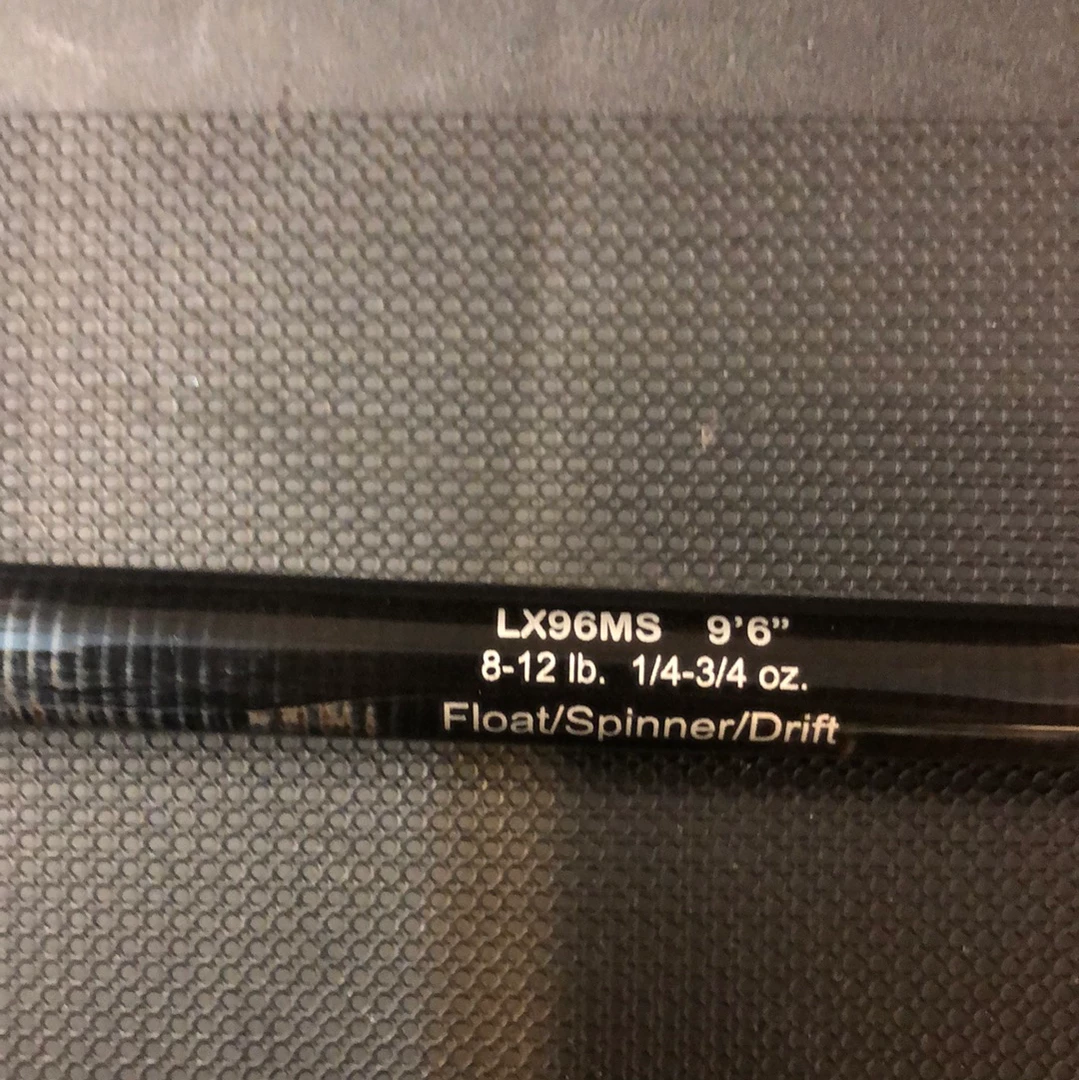 LX96MS 9'6"
8-12 lb. 1/4-3/4 oz.
Float/Spinner/Drift